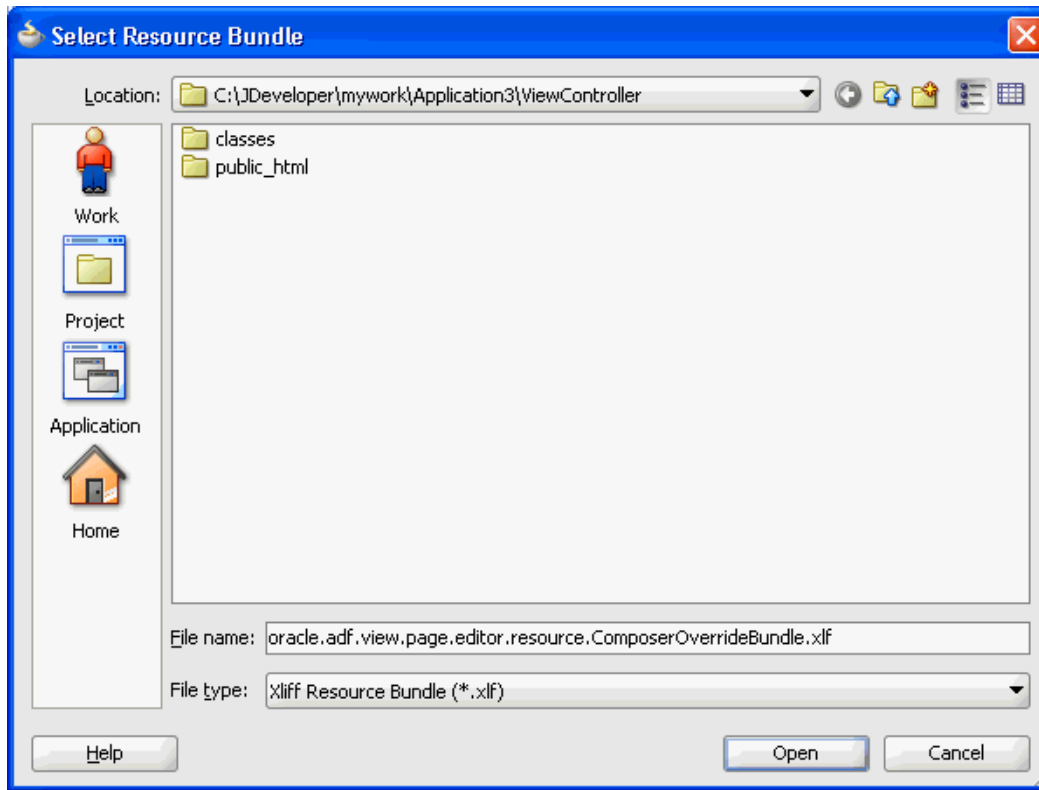 Select Resource Bundle
Location: C:\JDeveloper\mywork\Application3\ViewController
classes
public_html
Work
Project
Application
Home
File name: oracle.adf.view.page.editor.resource.ComposerOverrideBundle.xlf
File type: Xliff Resource Bundle (*.xlf)
Help Open Cancel